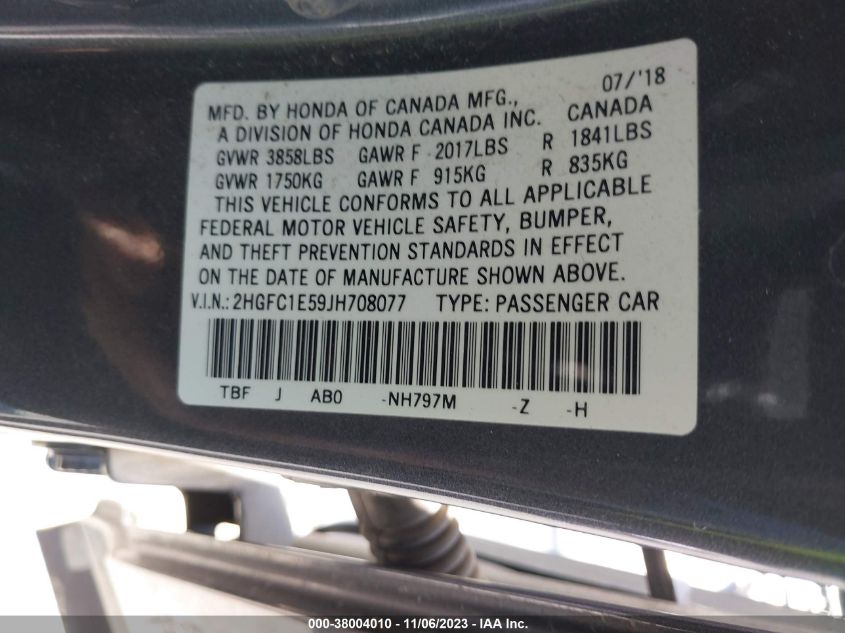 07/'18
MFD. BY HONDA OF CANADA MFG., CANADA
A DIVISION OF HONDA CANADA INC.
GVWR 3858LBS GAWR F 2017LBS R 1841LBS
GVWR 1750KG GAWR F 915KG R 835KG
THIS VEHICLE CONFORMS TO ALL APPLICABLE
FEDERAL MOTOR VEHICLE SAFETY, BUMPER,
AND THEFT PREVENTION STANDARDS IN EFFECT
ON THE DATE OF MANUFACTURE SHOWN ABOVE.
V.I.N.: 2HGFC1E59JH708077 TYPE: PASSENGER CAR
TBF J AB0 -NH797M -Z -H
000-38004010 - 11/06/2023 - IAA Inc.